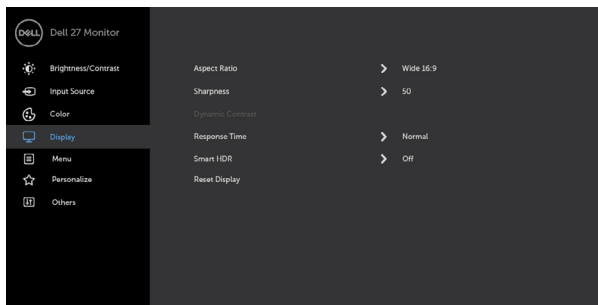 DELL Dell 27 Monitor
Brightness/Contrast
Input Source
Color
Display
Menu
Personalize
Others
Aspect Ratio Wide 16:9
Sharpness 50
Dynamic Contrast
Response Time Normal
Smart HDR Off
Reset Display